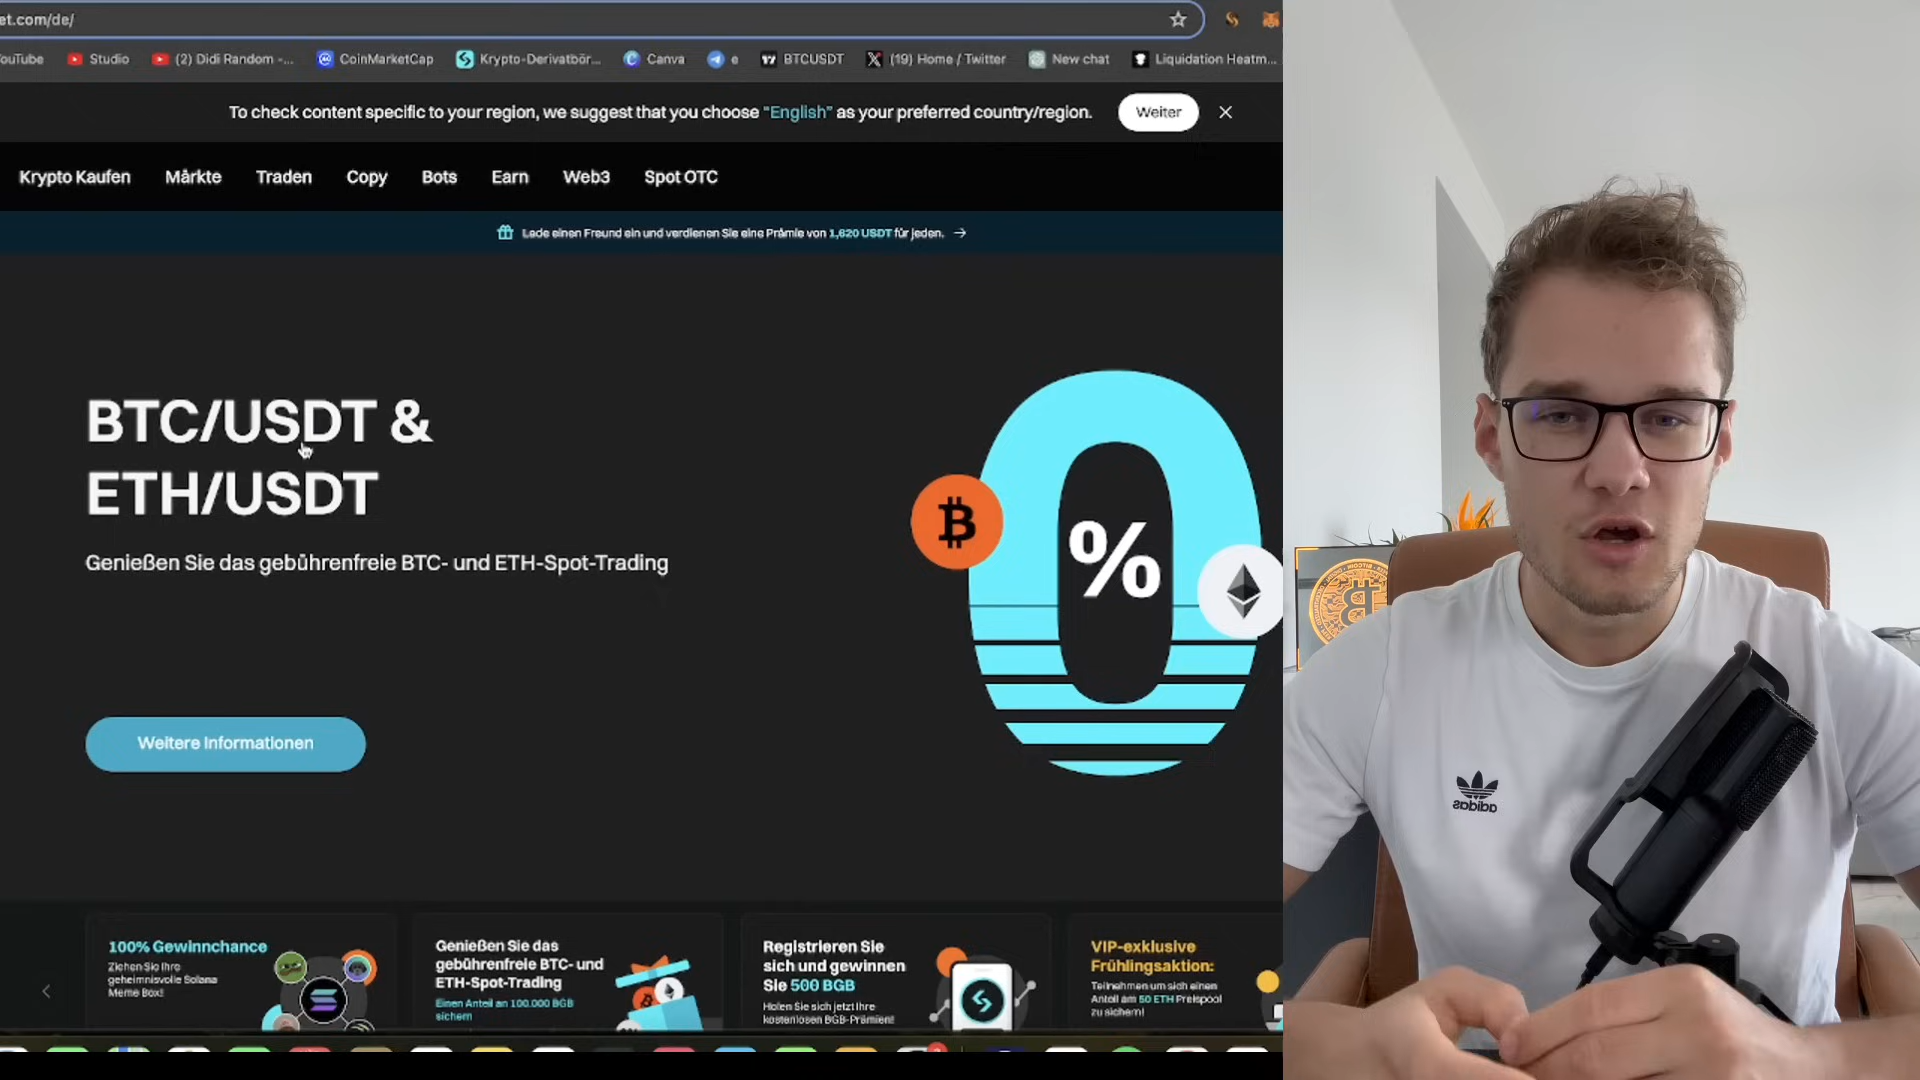 et.com/de/
ouTube
Studio
(2) Didi Random -...
CoinMarketCap
Krypto-Derivatbör...
Canva
e
BTCUSDT
(19) Home / Twitter
New chat
Liquidation Heatm...
To check content specific to your region, we suggest that you choose "English" as your preferred country/region.
Weiter
Krypto Kaufen
Märkte
Traden
Copy
Bots
Earn
Web3
Spot OTC
Lade einen Freund ein und verdienen Sie eine Prämie von 1,620 USDT für jeden. →
BTC/USDT &
ETH/USDT
Genießen Sie das gebührenfreie BTC- und ETH-Spot-Trading
0
%
Weitere Informationen
100% Gewinnchance
Ziehen Sie Ihre
geheimnisvolle Solana
Meme Box!
Genießen Sie das
gebührenfreie BTC- und
ETH-Spot-Trading
Einen Anteil an 100.000 BGB
sichern
Registrieren Sie
sich und gewinnen
Sie 500 BGB
Holen Sie sich jetzt Ihre
kostenlosen BGB-Prämien!
VIP-exklusive
Frühlingsaktion:
Teilnehmen um sich einen
Anteil am 50 ETH Preispool
zu sichern!
adidas